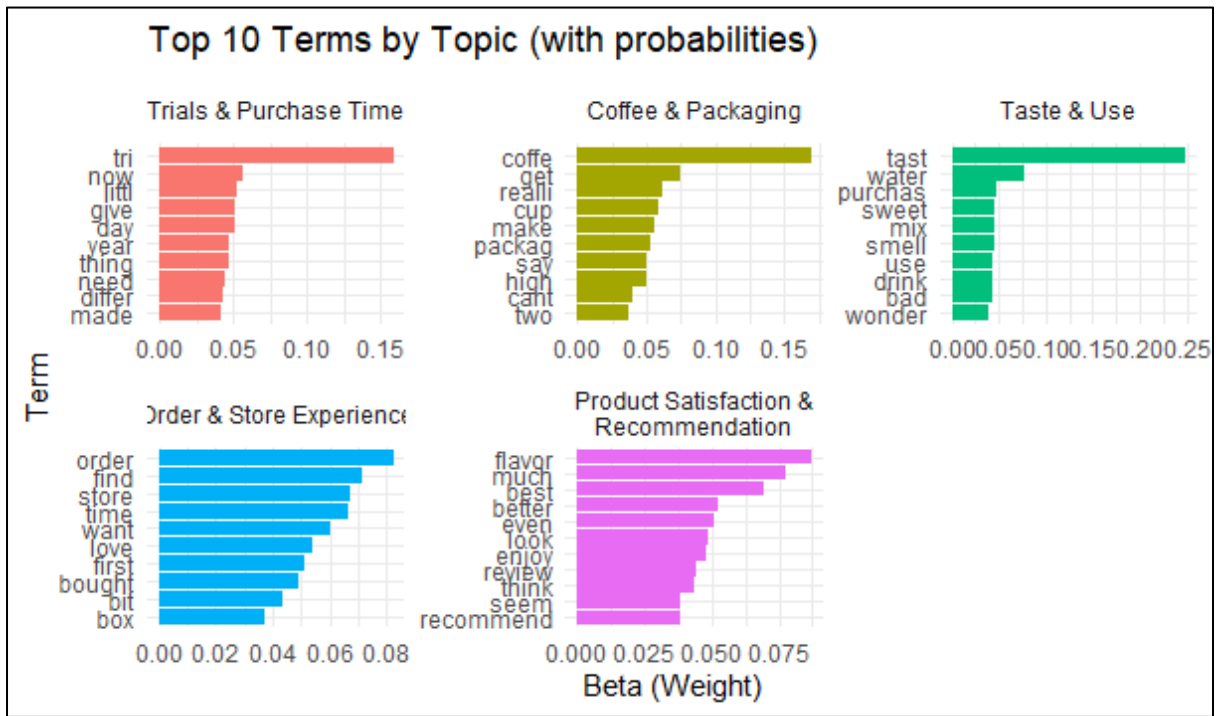 Top 10 Terms by Topic (with probabilities)
Trials & Purchase Time
tri
now
littl
give
day
year
thing
need
differ
made
0.00 0.05 0.10 0.15
Coffee & Packaging
coffe
get
realli
cup
make
packag
say
high
cant
two
0.00 0.05 0.10 0.15
Taste & Use
tast
water
purchas
sweet
mix
smell
use
drink
bad
wonder
0.000.050.100.150.200.25
Term
Order & Store Experience
order
find
store
time
want
love
first
bought
bit
box
0.00 0.02 0.04 0.06 0.08
Product Satisfaction &
Recommendation
flavor
much
best
better
even
look
enjoy
review
think
seem
recommend
0.000 0.025 0.050 0.075
Beta (Weight)